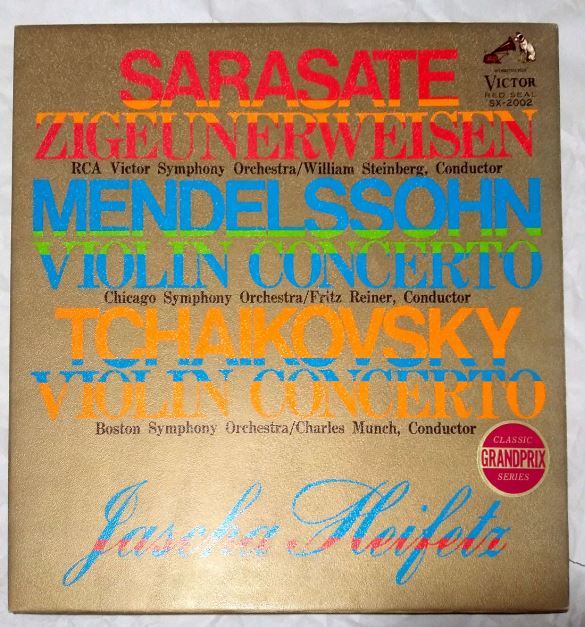 SARASATE
ZIGEUNERWEISEN
RCA Victor Symphony Orchestra/William Steinberg, Conductor
MENDELSSOHN
VIOLIN CONCERTO
Chicago Symphony Orchestra/Fritz Reiner, Conductor
TCHAIKOVSKY
VIOLIN CONCERTO
Boston Symphony Orchestra/Charles Munch, Conductor
Jascha Heifetz
VICTOR
RED SEAL
SX-2002
CLASSIC
GRANDPRIX
SERIES